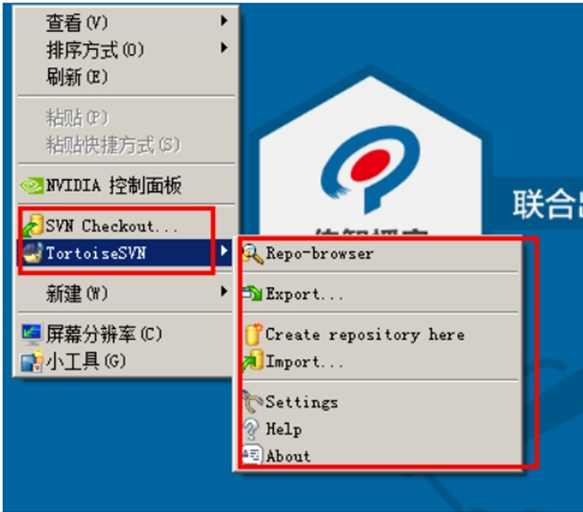 查看(V)
排序方式(O)
刷新(E)
粘贴(P)
粘贴快捷方式(S)
NVIDIA 控制面板
SVN Checkout...
TortoiseSVN
新建(W)
屏幕分辨率(C)
小工具(G)
Repo-browser
Export...
Create repository here
Import...
Settings
Help
About
联合